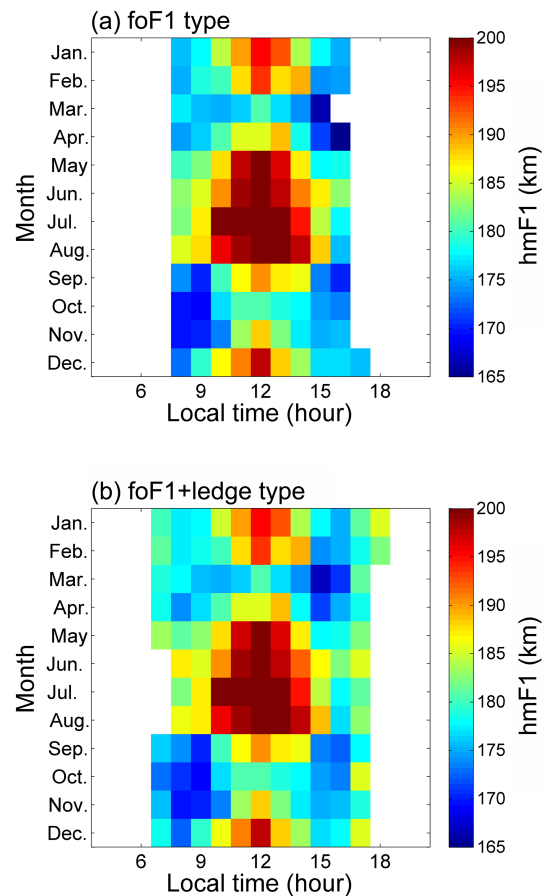 (a) foF1 type
Jan.
Feb.
Mar.
Apr.
May
Jun.
Jul.
Aug.
Sep.
Oct.
Nov.
Dec.
Month
6 9 12 15 18
Local time (hour)
200
195
190
185
180
175
170
165
hmF1 (km)
(b) foF1+ledge type
Jan.
Feb.
Mar.
Apr.
May
Jun.
Jul.
Aug.
Sep.
Oct.
Nov.
Dec.
Month
6 9 12 15 18
Local time (hour)
200
195
190
185
180
175
170
165
hmF1 (km)